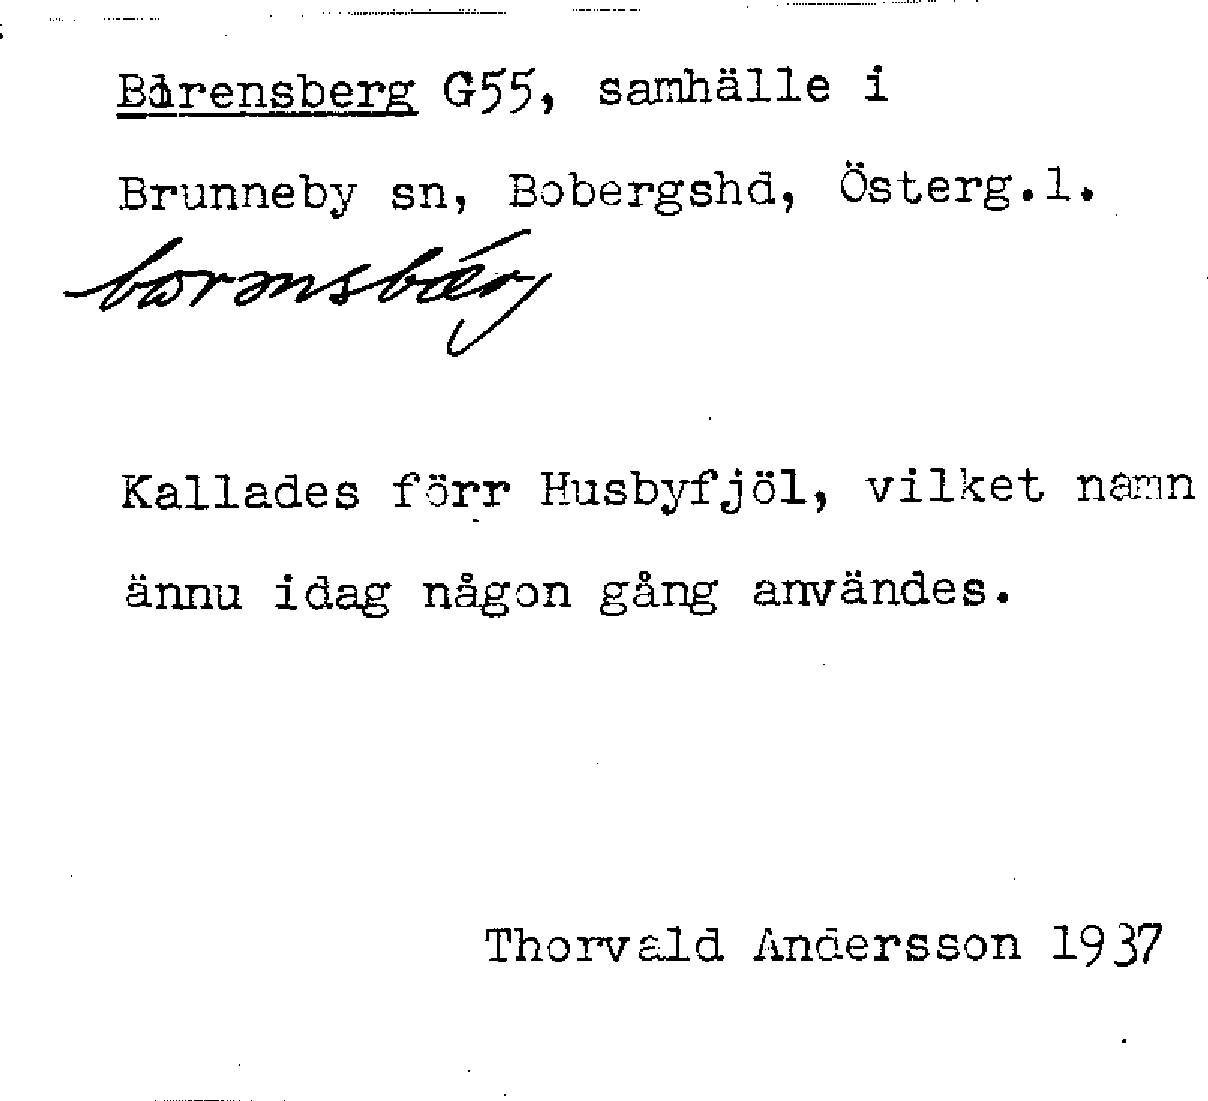 Bårensberg G55, samhälle i
Brunneby sn, Bobergshd, Österg.l.
Kallades förr Husbyfjöl, vilket namn
ännu idag någon gång användes.
Thorvald Andersson 1937